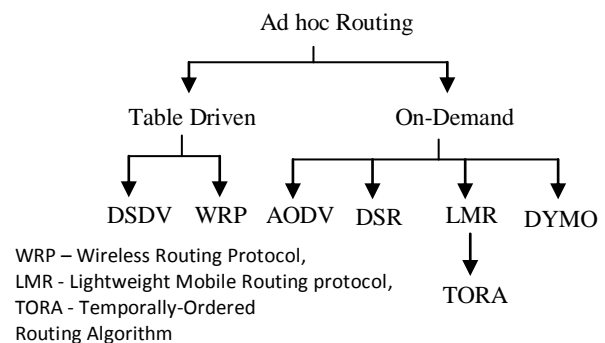 Ad hoc Routing
Table Driven On-Demand
DSDV WRP AODV DSR LMR DYMO
WRP – Wireless Routing Protocol,
LMR - Lightweight Mobile Routing protocol,
TORA - Temporally-Ordered
Routing Algorithm
TORA